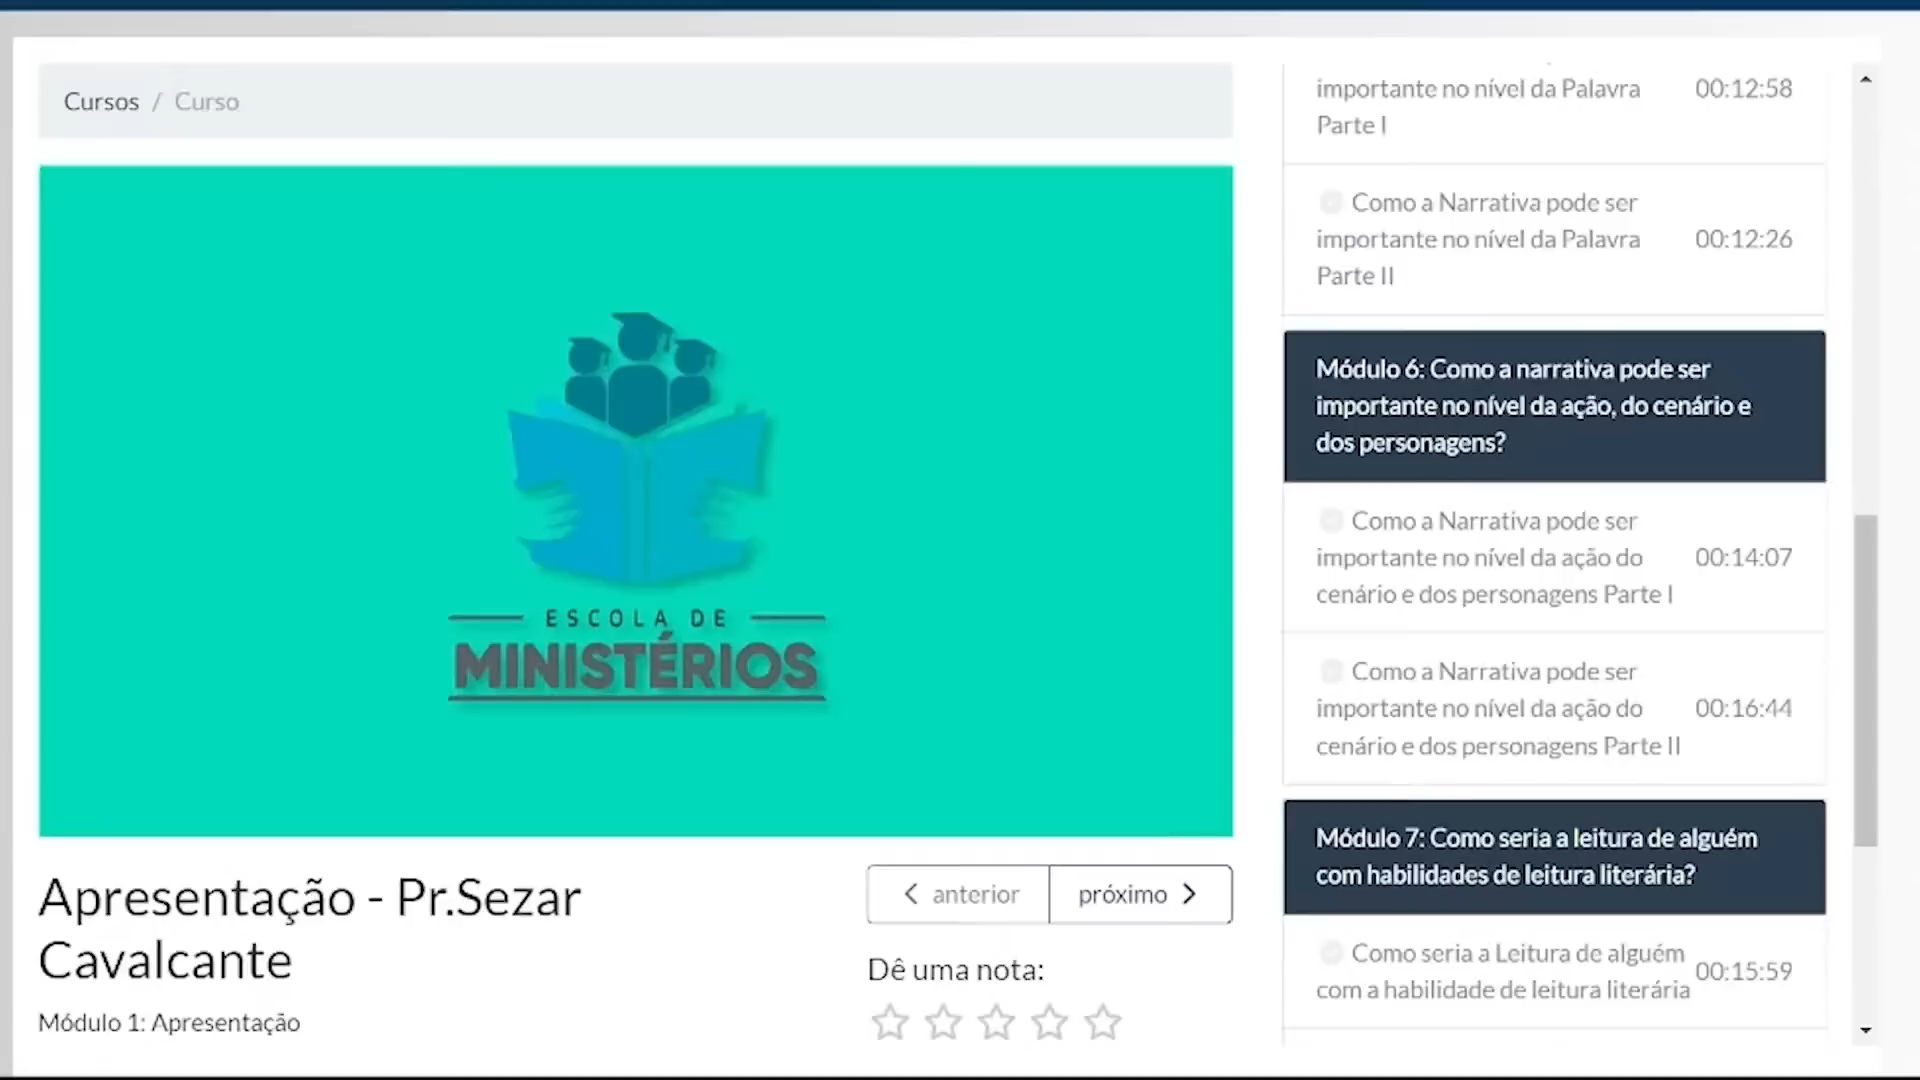 Cursos / Curso
ESCOLA DE
MINISTÉRIOS
Apresentação - Pr.Sezar
Cavalcante
Módulo 1: Apresentação
anterior
próximo
Dê uma nota:
importante no nível da Palavra 00:12:58
Parte I
Como a Narrativa pode ser
importante no nível da Palavra 00:12:26
Parte II
Módulo 6: Como a narrativa pode ser
importante no nível da ação, do cenário e
dos personagens?
Como a Narrativa pode ser
importante no nível da ação do 00:14:07
cenário e dos personagens Parte I
Como a Narrativa pode ser
importante no nível da ação do 00:16:44
cenário e dos personagens Parte II
Módulo 7: Como seria a leitura de alguém
com habilidades de leitura literária?
Como seria a Leitura de alguém 00:15:59
com a habilidade de leitura literária